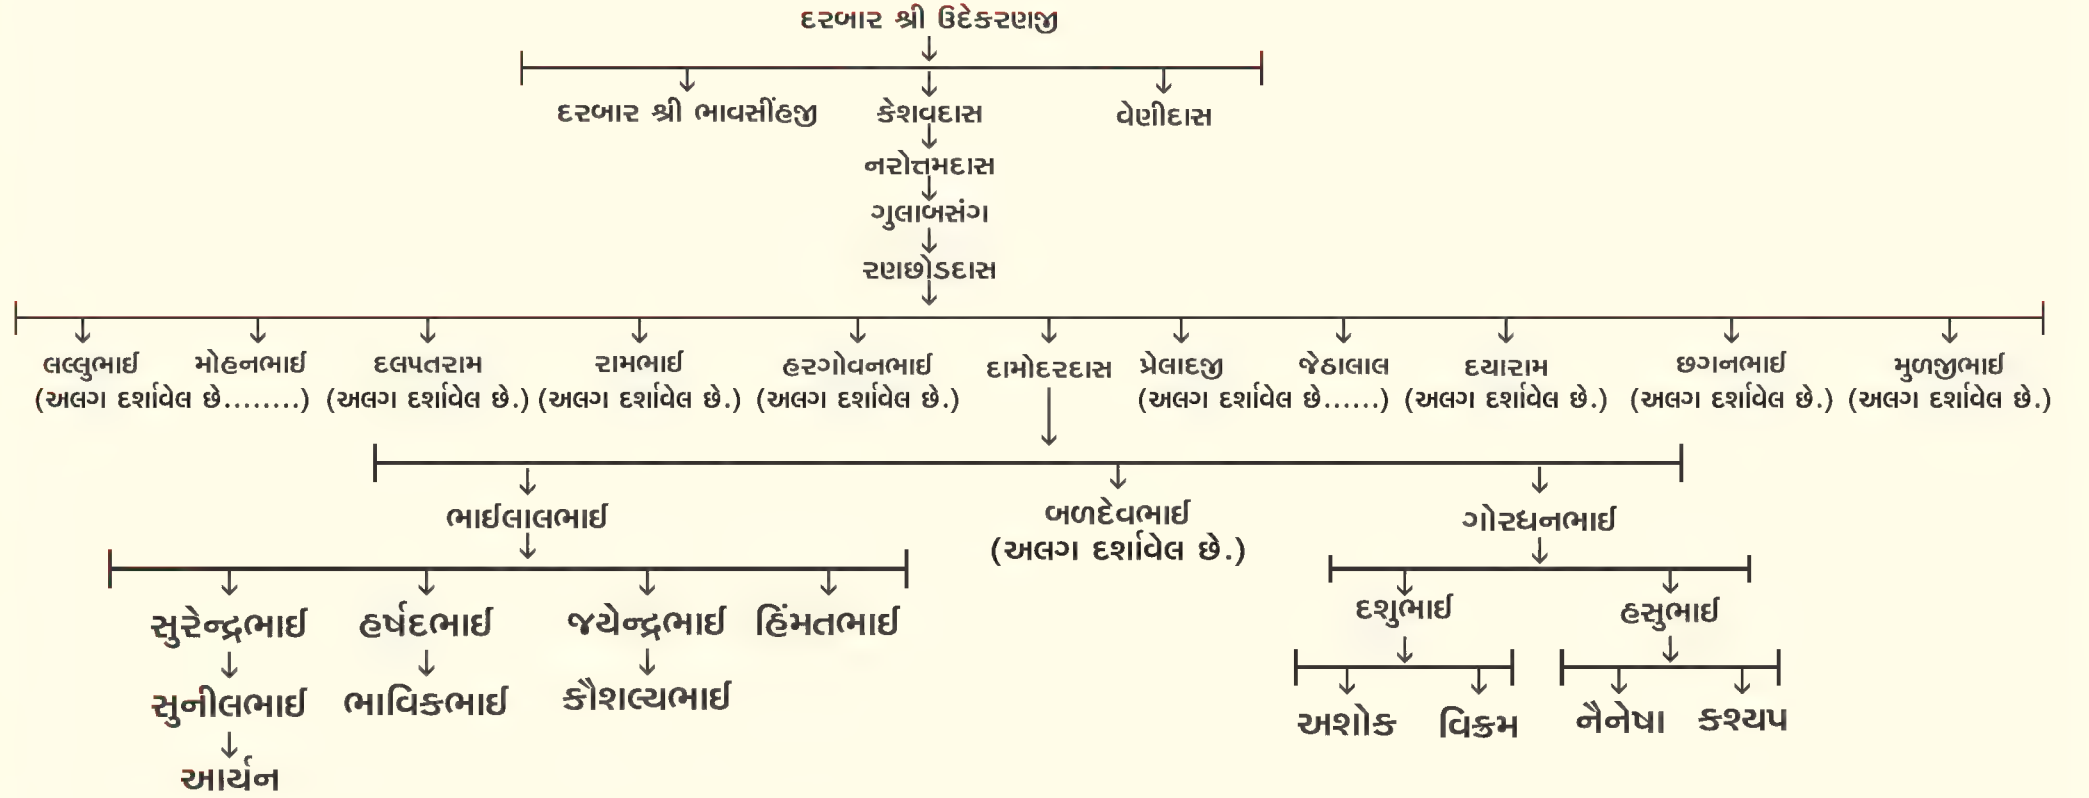 દરબાર શ્રી ઉદેકરણજી
દરબાર શ્રી ભાવસીંહજી કેશવદાસ વેણીદાસ
નરોત્તમદાસ
ગુલાબસંગ
રણછોડદાસ
લલ્લુભાઈ મોહનભાઈ દલપતરામ રામભાઈ હરગોવનભાઈ દામોદરદાસ પ્રેલાદજી જેઠાલાલ દયારામ છગનભાઈ મુળજીભાઈ
(અલગ દર્શાવેલ છે........) (અલગ દર્શાવેલ છે.) (અલગ દર્શાવેલ છે.) (અલગ દર્શાવેલ છે.) (અલગ દર્શાવેલ છે......) (અલગ દર્શાવેલ છે.) (અલગ દર્શાવેલ છે.) (અલગ દર્શાવેલ છે.)
ભાઈલાલભાઈ બળદેવભાઈ ગોરધનભાઈ
(અલગ દર્શાવેલ છે.)
દશુભાઈ હસુભાઈ
સુરેન્દ્રભાઈ હર્ષદભાઈ જયેન્દ્રભાઈ હિંમતભાઈ
સુનીલભાઈ ભાવિકભાઈ કૌશલ્યભાઈ
અશોક વિક્રમ નૈનેષા કશ્યપ
આર્યન